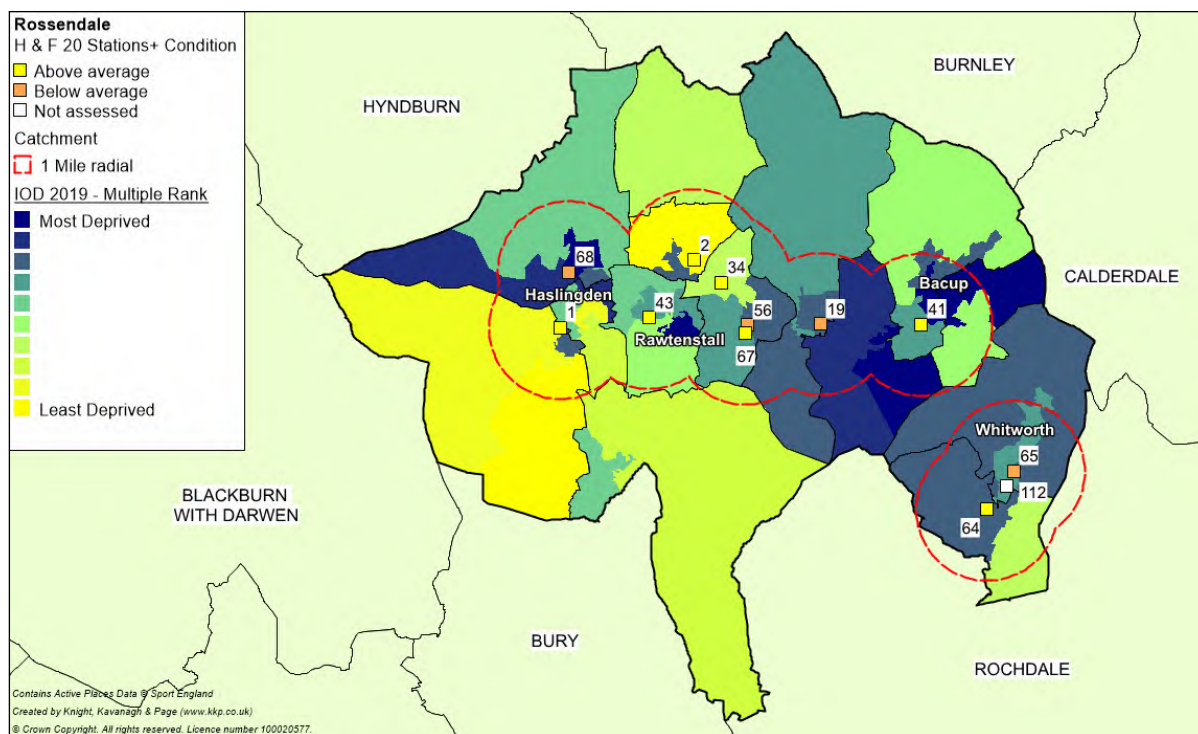 Rossendale
H & F 20 Stations+ Condition
Above average
Below average
Not assessed
Catchment
1 Mile radial
IOD 2019 - Multiple Rank
Most Deprived
Least Deprived
HYNDBURN
BURNLEY
CALDERDALE
BLACKBURN
WITH DARWEN
BURY
ROCHDALE
2
68
34
Haslingden
Bacup
1
43
56
19
41
Rawtenstall
67
Whitworth
65
112
64
Contains Active Places Data © Sport England
Created by Knight, Kavanagh & Page (www.kkp.co.uk)
© Crown Copyright. All rights reserved. Licence number 100020577.